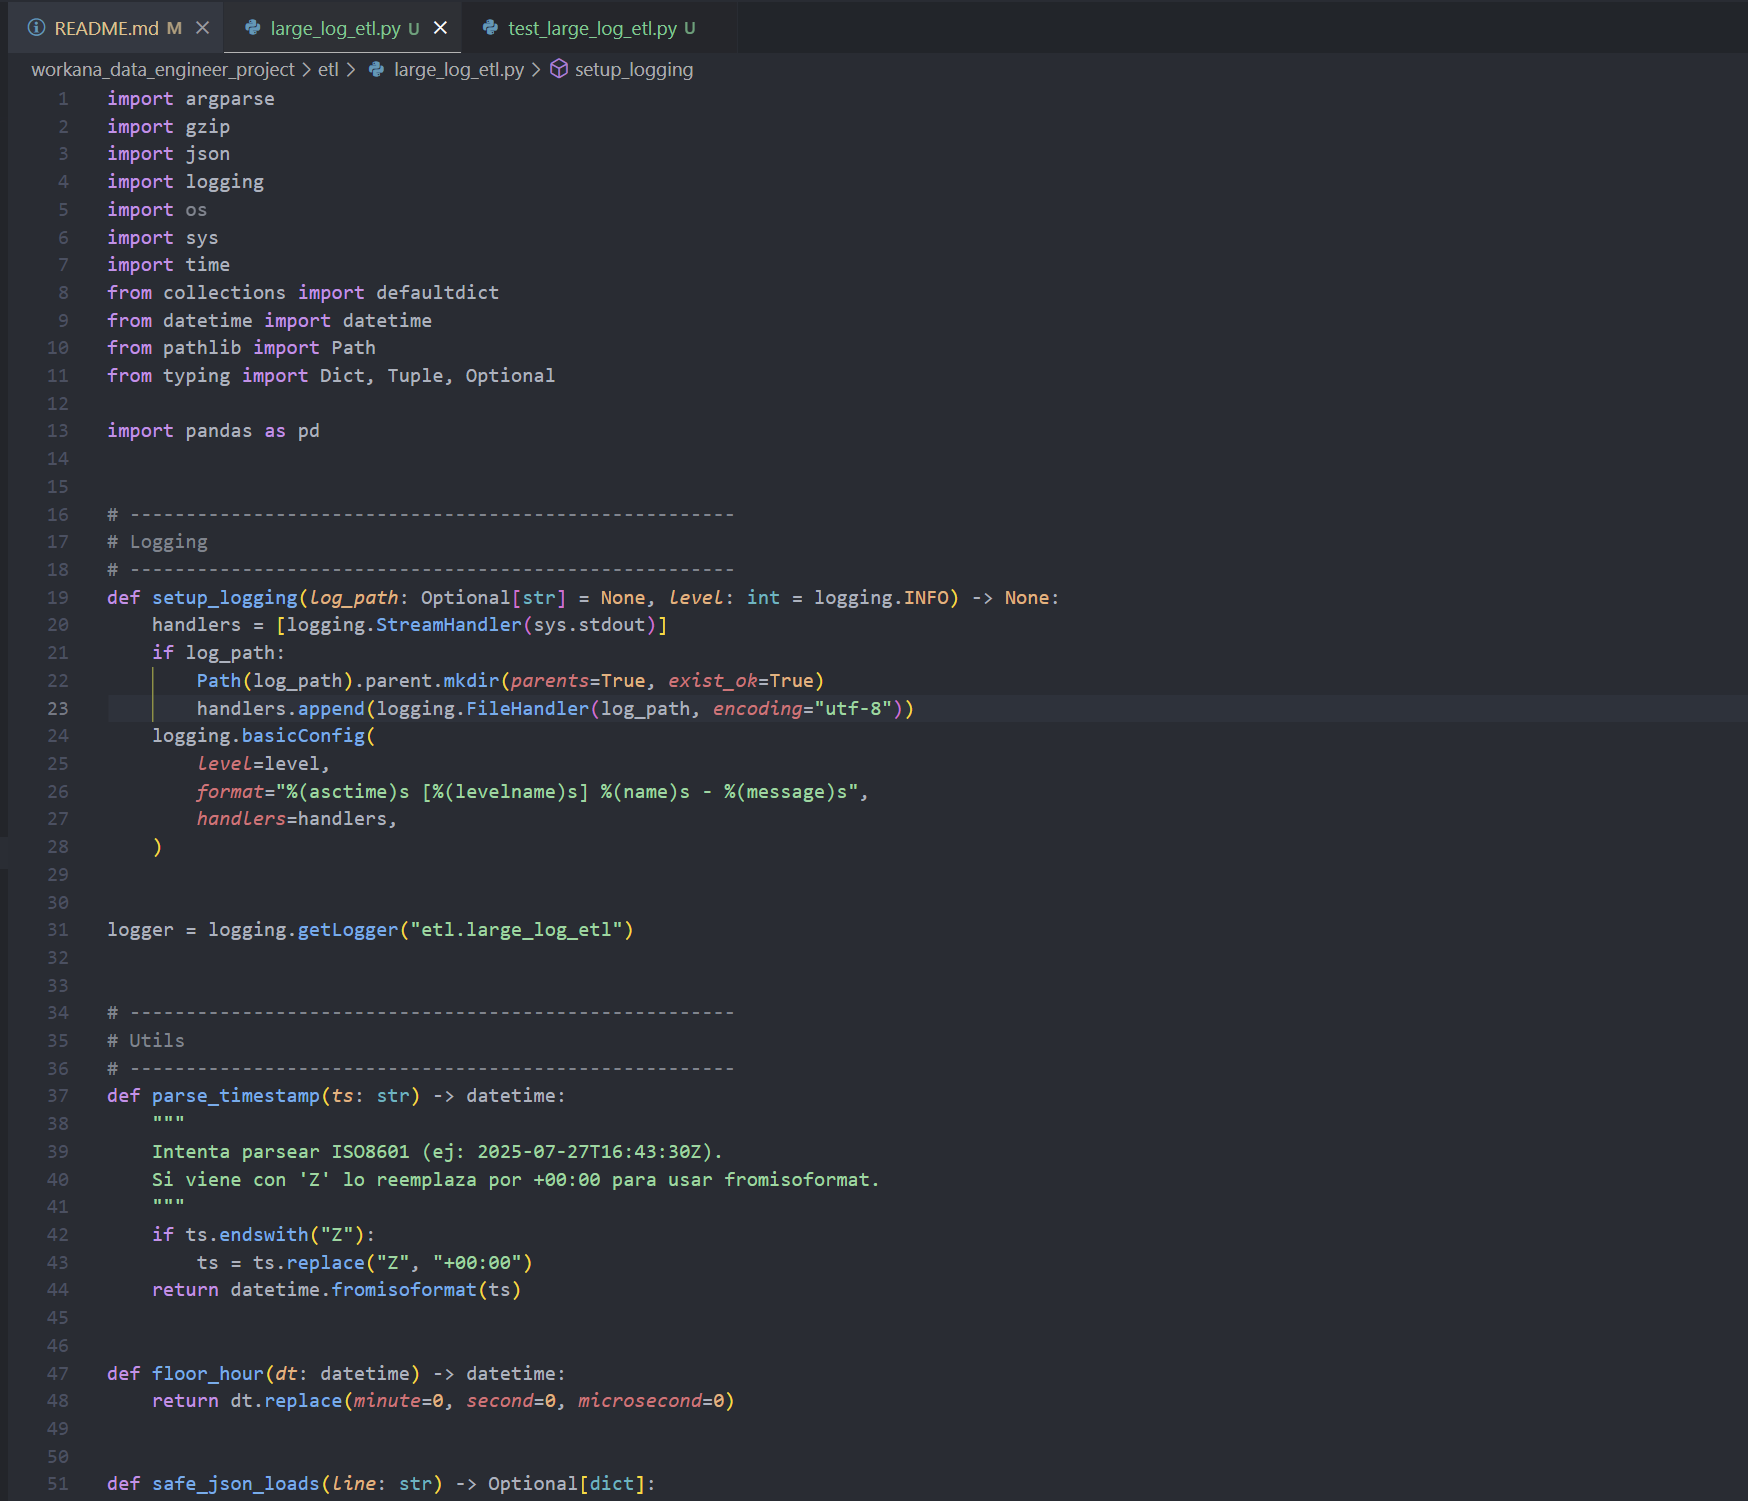 README.md M
large_log_etl.py U
test_large_log_etl.py U
workana_data_engineer_project > etl > large_log_etl.py > setup_logging
1 import argparse
2 import gzip
3 import json
4 import logging
5 import os
6 import sys
7 import time
8 from collections import defaultdict
9 from datetime import datetime
10 from pathlib import Path
11 from typing import Dict, Tuple, Optional
12
13 import pandas as pd
14
15
16 # ------------------------------------------------------
17 # Logging
18 # ------------------------------------------------------
19 def setup_logging(log_path: Optional[str] = None, level: int = logging.INFO) -> None:
20     handlers = [logging.StreamHandler(sys.stdout)]
21     if log_path:
22         Path(log_path).parent.mkdir(parents=True, exist_ok=True)
23         handlers.append(logging.FileHandler(log_path, encoding="utf-8"))
24     logging.basicConfig(
25         level=level,
26         format="%(asctime)s [%(levelname)s] %(name)s - %(message)s",
27         handlers=handlers,
28     )
29
30
31 logger = logging.getLogger("etl.large_log_etl")
32
33
34 # ------------------------------------------------------
35 # Utils
36 # ------------------------------------------------------
37 def parse_timestamp(ts: str) -> datetime:
38     """
39     Intenta parsear ISO8601 (ej: 2025-07-27T16:43:30Z).
40     Si viene con 'Z' lo reemplaza por +00:00 para usar fromisoformat.
41     """
42     if ts.endswith("Z"):
43         ts = ts.replace("Z", "+00:00")
44     return datetime.fromisoformat(ts)
45
46
47 def floor_hour(dt: datetime) -> datetime:
48     return dt.replace(minute=0, second=0, microsecond=0)
49
50
51 def safe_json_loads(line: str) -> Optional[dict]: